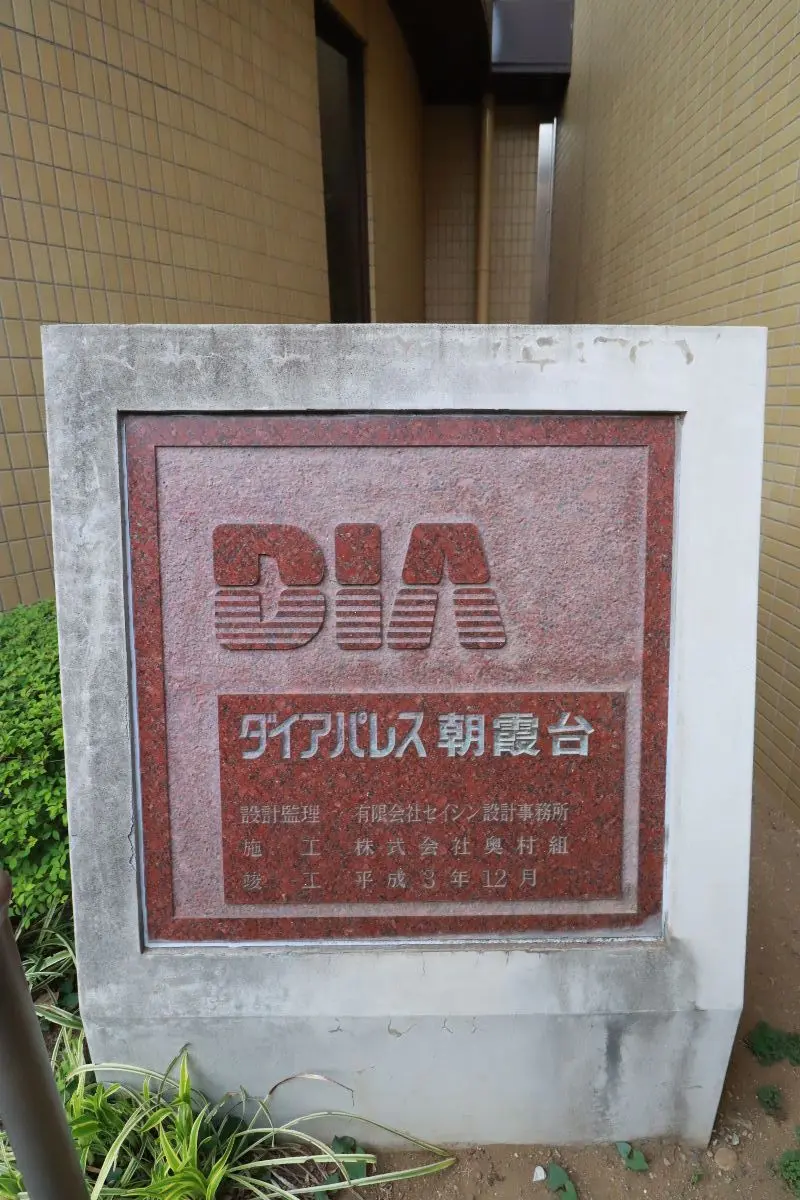 DIA
ダイアパレス朝霞台
設計監理 有限会社セイシン設計事務所
施工 株式会社奥村組
竣工 平成3年12月